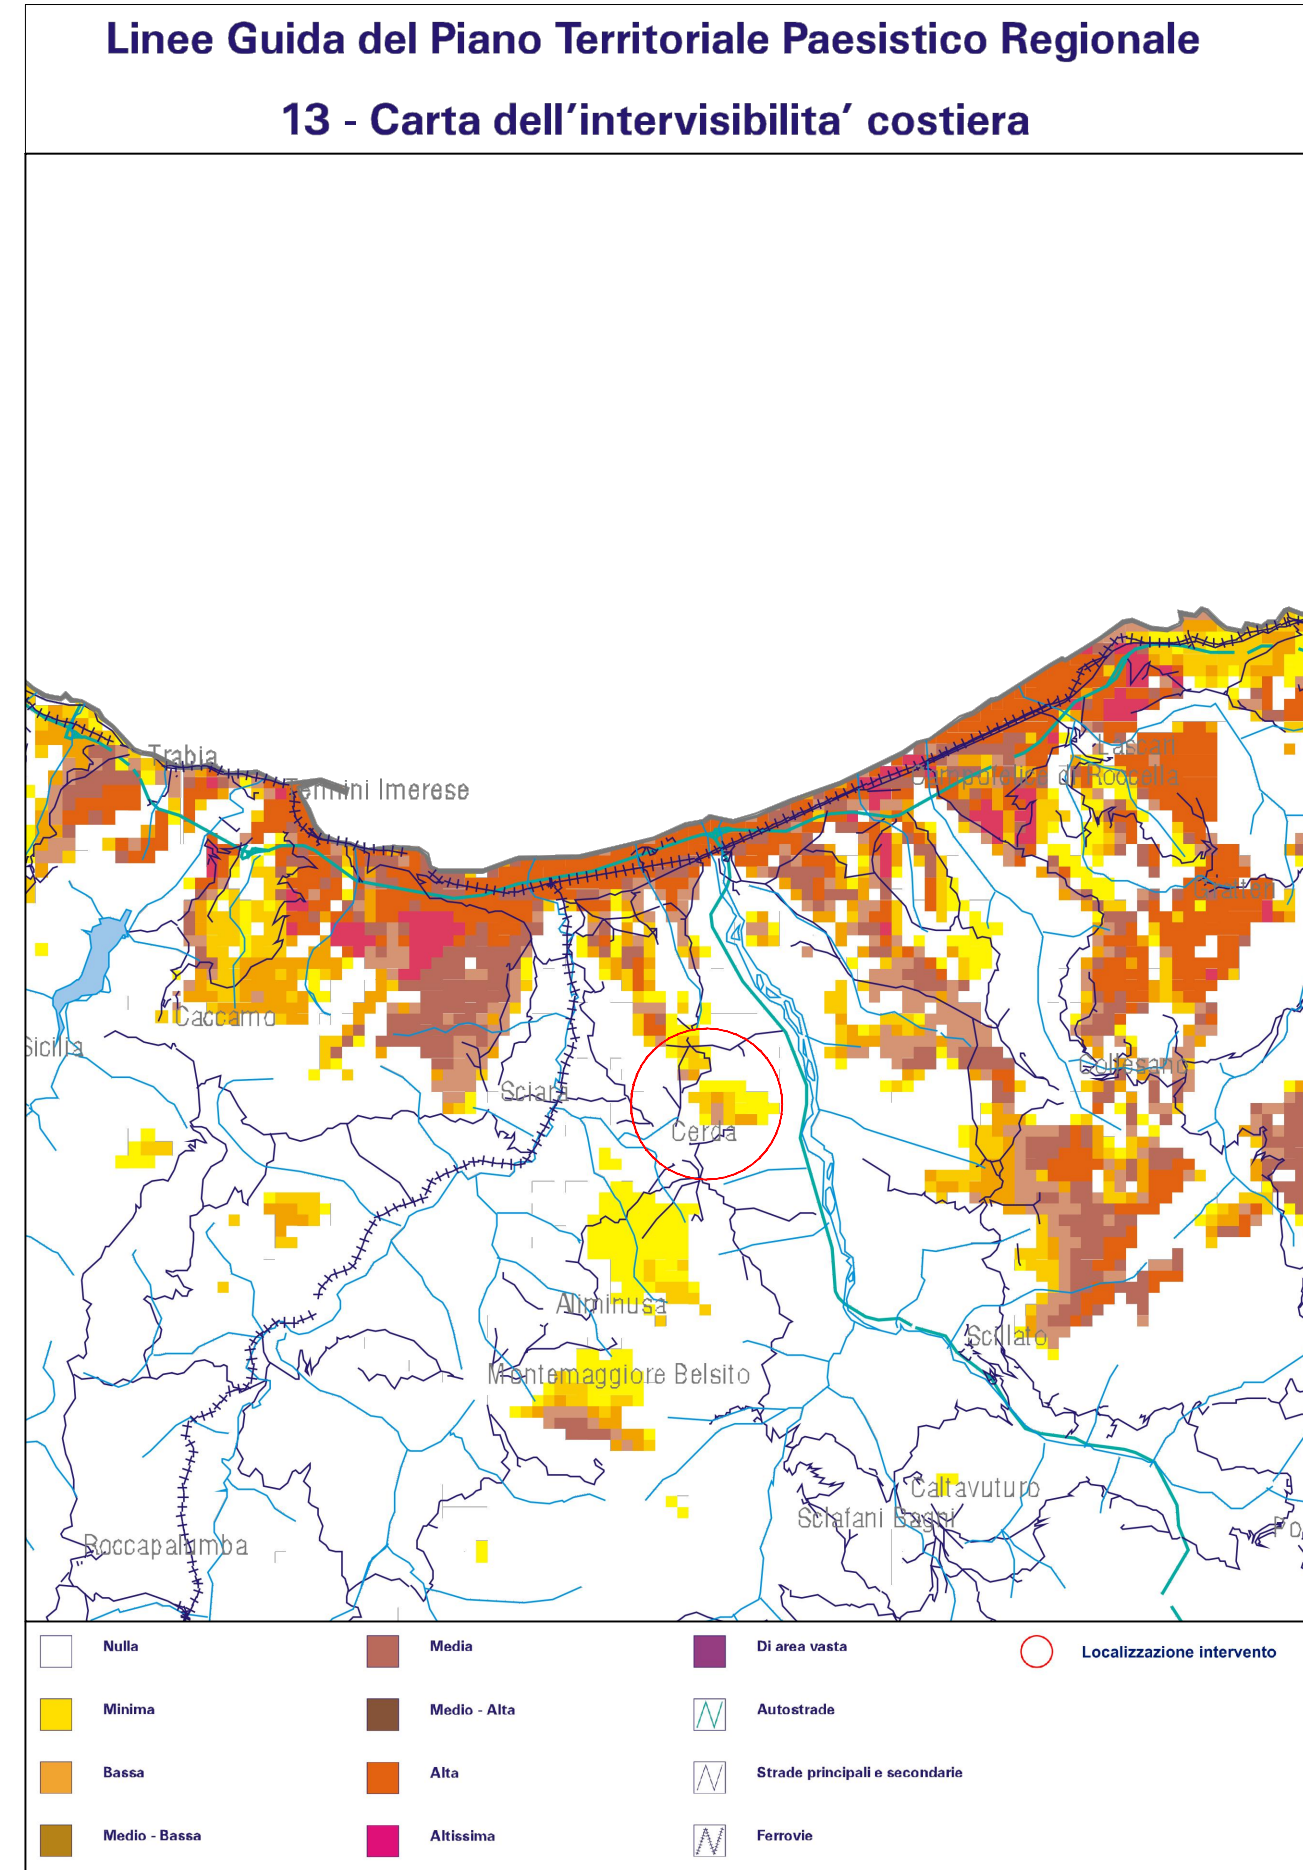 Linee Guida del Piano Territoriale Paesistico Regionale
13 - Carta dell'intervisibilita' costiera
Trabia
Termini Imerese
Lascari
Campofelice di Roccella
Gratteri
Caccamo
Sicilia
Collesano
Sciara
Cerda
Aliminusa
Scillato
Montemaggiore Belsito
Caltavuturo
Sclafani Bagni
Roccapalumba
Nulla
Media
Di area vasta
Localizzazione intervento
Minima
Medio - Alta
Autostrade
Bassa
Alta
Strade principali e secondarie
Medio - Bassa
Altissima
Ferrovie